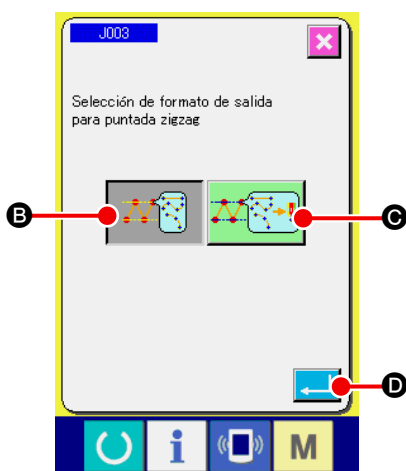 J003
Selección de formato de salida
para puntada zigzag
B
C
D
i
M